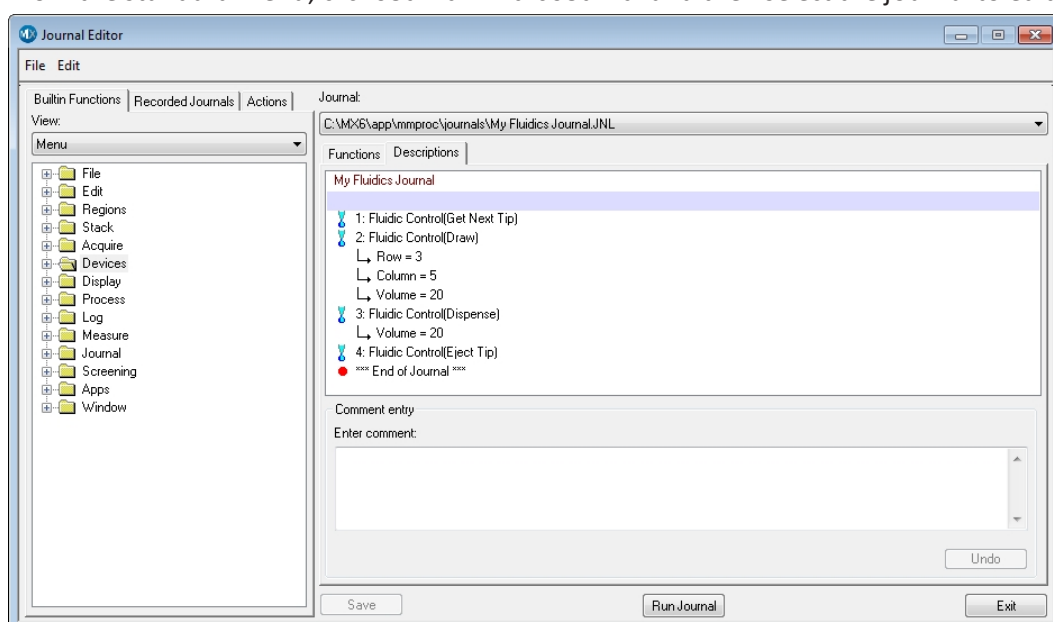 MX Journal Editor
File Edit
Builtin Functions Recorded Journals Actions
View:
Menu
File
Edit
Regions
Stack
Acquire
Devices
Display
Process
Log
Measure
Journal
Screening
Apps
Window
Journal:
C:\MX6\app\mmproc\journals\My Fluidics Journal.JNL
Functions Descriptions
My Fluidics Journal
1: Fluidic Control(Get Next Tip)
2: Fluidic Control(Draw)
Row = 3
Column = 5
Volume = 20
3: Fluidic Control(Dispense)
Volume = 20
4: Fluidic Control(Eject Tip)
*** End of Journal ***
Comment entry
Enter comment:
Undo
Save Run Journal Exit